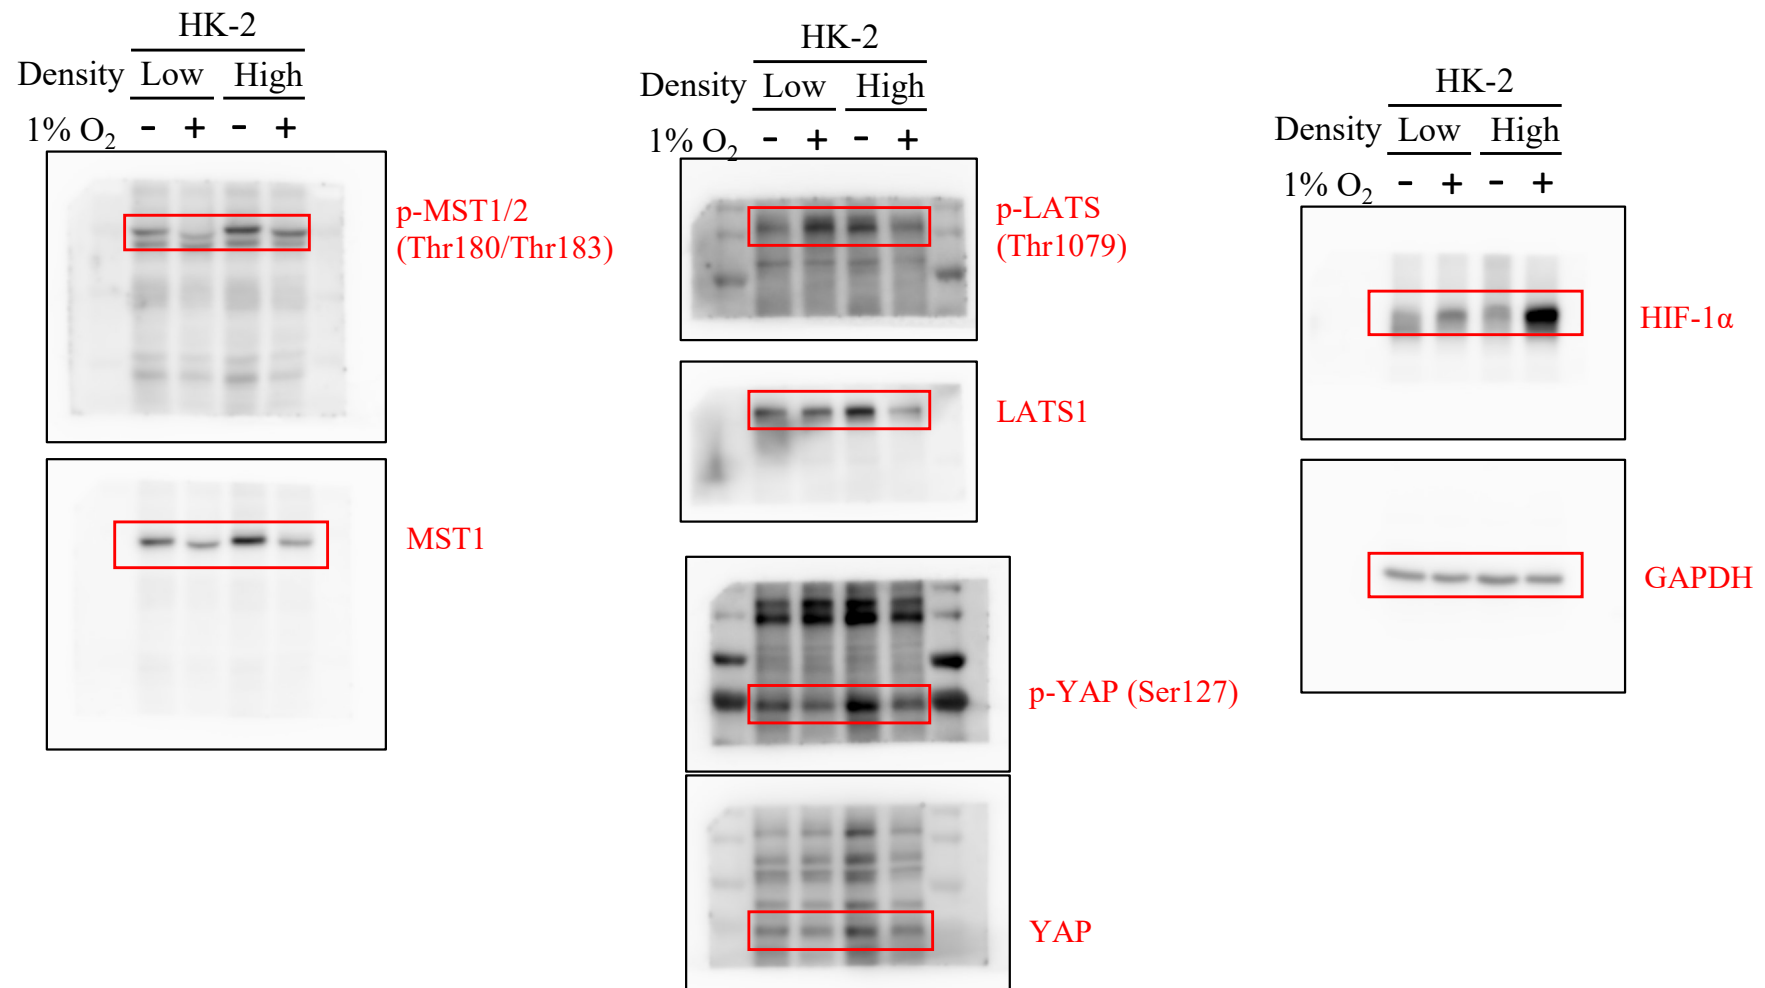 HK-2
Density Low High
1% O₂ - + - +
p-MST1/2
(Thr180/Thr183)
MST1
HK-2
Density Low High
1% O₂ - + - +
p-LATS
(Thr1079)
LATS1
p-YAP (Ser127)
YAP
HK-2
Density Low High
1% O₂ - + - +
HIF-1α
GAPDH